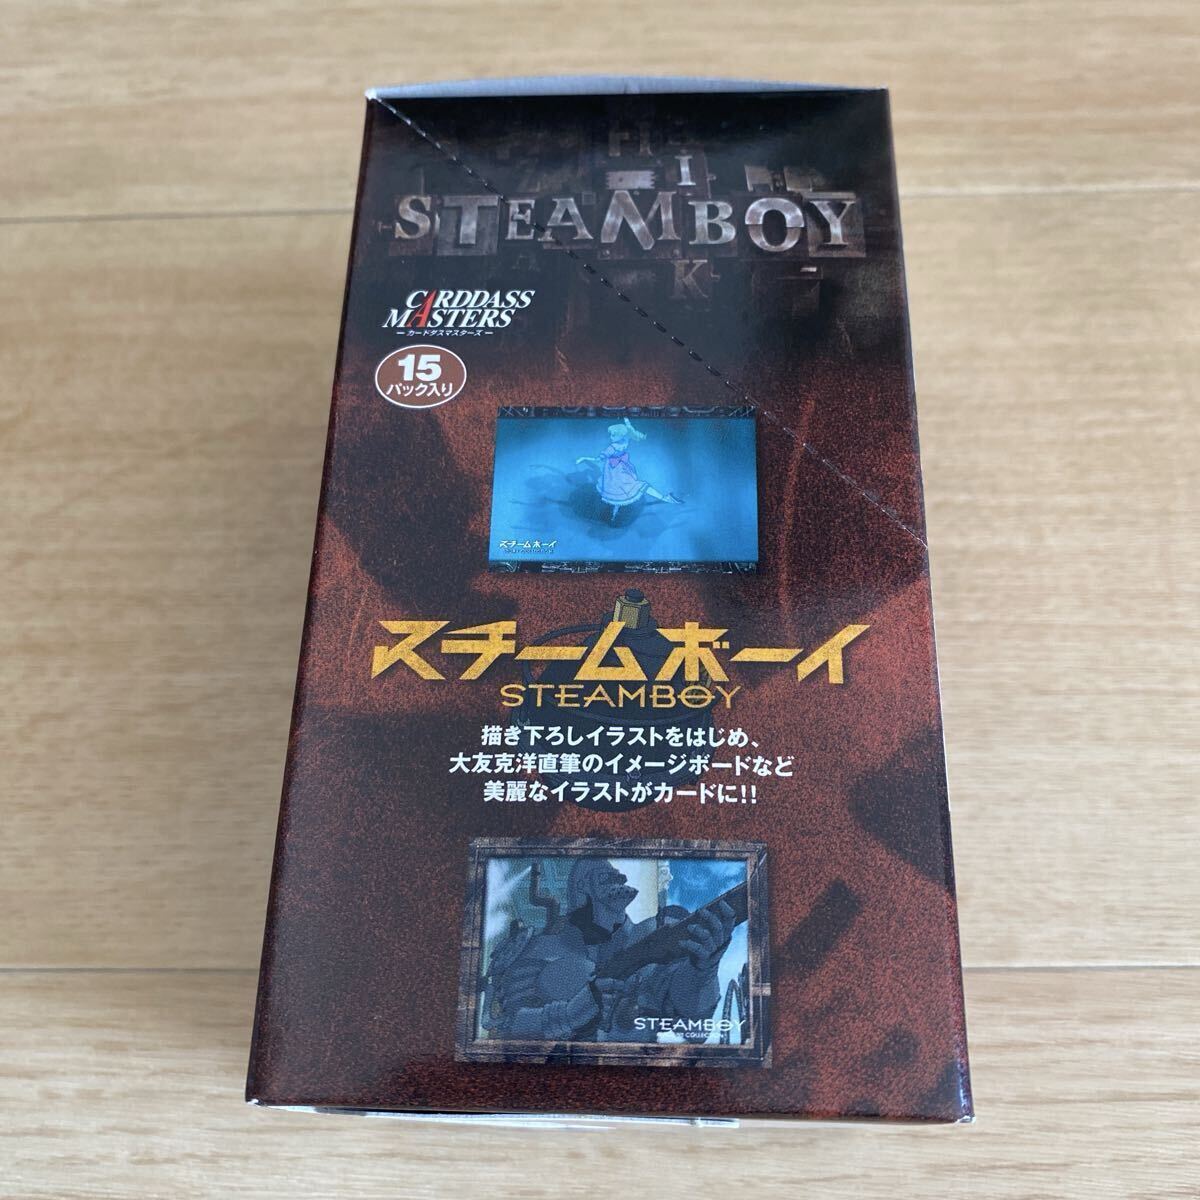 STEAMBOY
CARDDASS
MASTERS
カードダスマスターズ
15
パック入り
スチームボーイ
スチームボーイ
STEAMBOY
描き下ろしイラストをはじめ、
大友克洋直筆のイメージボードなど
美麗なイラストがカードに!!
STEAMBOY